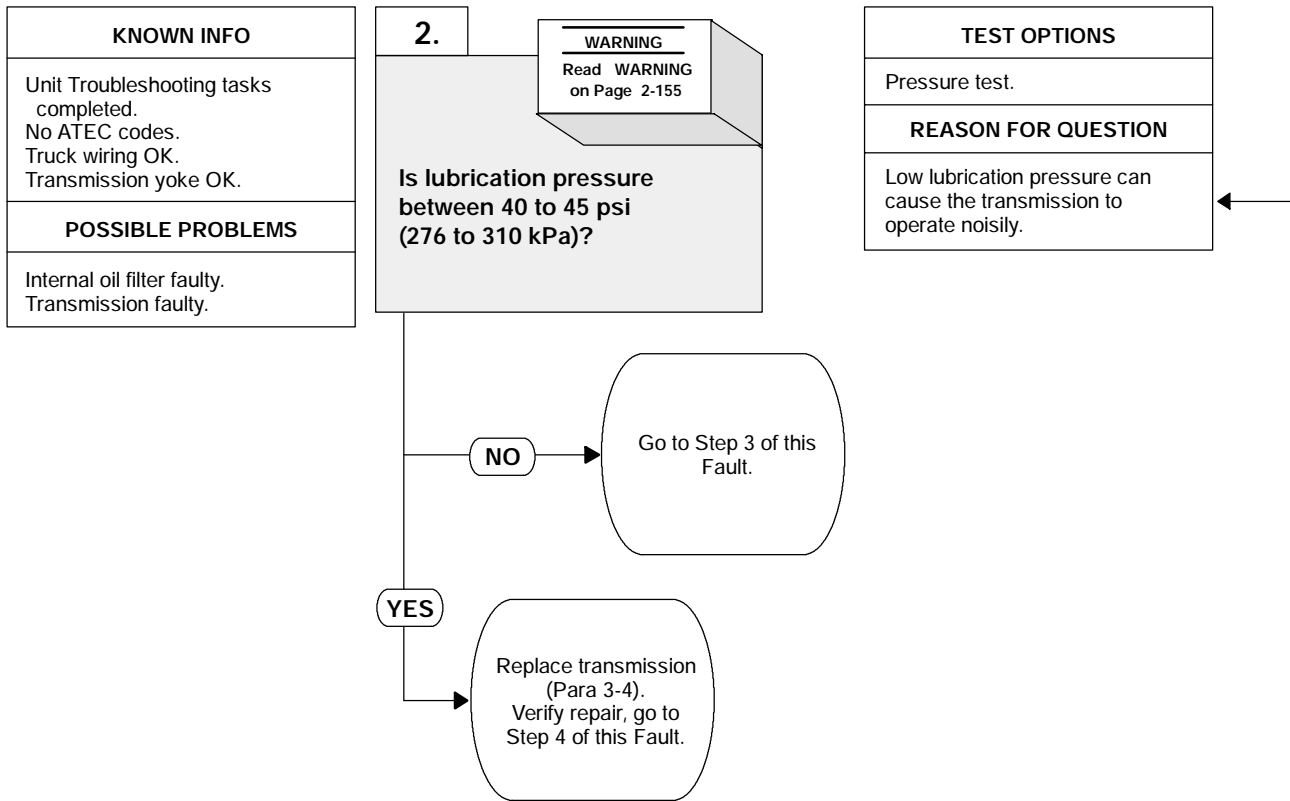 KNOWN INFO
Unit Troubleshooting tasks
completed.
No ATEC codes.
Truck wiring OK.
Transmission yoke OK.
POSSIBLE PROBLEMS
Internal oil filter faulty.
Transmission faulty.
2.
WARNING
Read WARNING
on Page 2-155
Is lubrication pressure
between 40 to 45 psi
(276 to 310 kPa)?
TEST OPTIONS
Pressure test.
REASON FOR QUESTION
Low lubrication pressure can
cause the transmission to
operate noisily.
NO
Go to Step 3 of this
Fault.
YES
Replace transmission
(Para 3-4).
Verify repair, go to
Step 4 of this Fault.